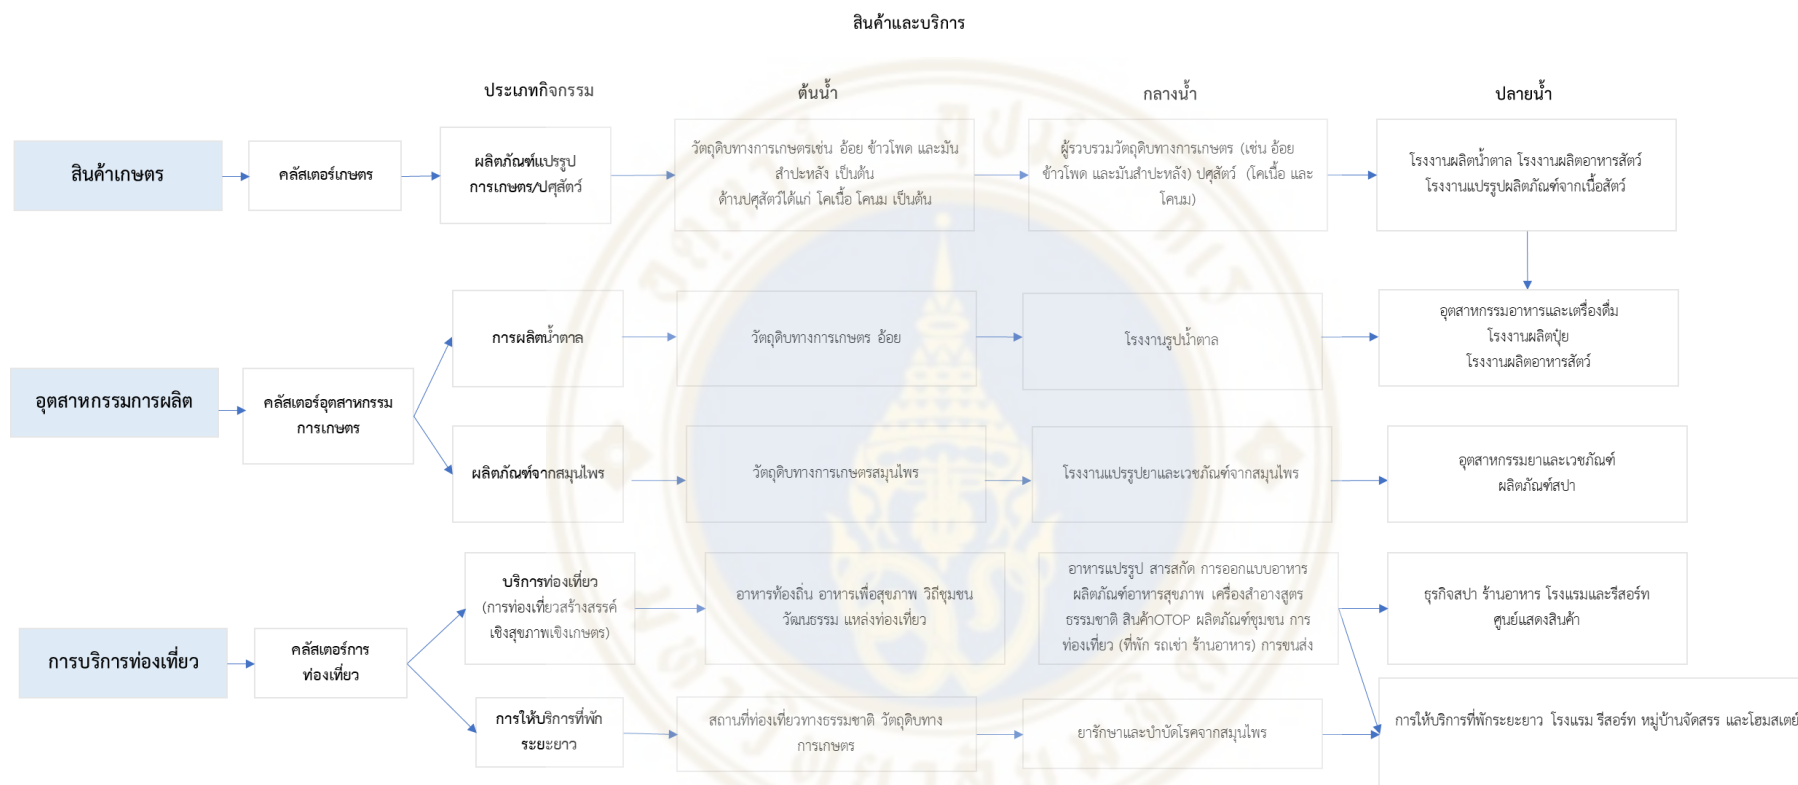 สินค้าและบริการ
ประเภทกิจกรรม
ต้นน้ำ
กลางน้ำ
ปลายน้ำ
สินค้าเกษตร
คลัสเตอร์เกษตร
ผลิตภัณฑ์แปรรูป
การเกษตร/ปศุสัตว์
วัตถุดิบทางการเกษตรเช่น อ้อย ข้าวโพด และมัน
สำปะหลัง เป็นต้น
ด้านปศุสัตว์ได้แก่ โคเนื้อ โคนม เป็นต้น
ผู้รวบรวมวัตถุดิบทางการเกษตร (เช่น อ้อย
ข้าวโพด และมันสำปะหลัง) ปศุสัตว์ (โคเนื้อ และ
โคนม)
โรงงานผลิตน้ำตาล โรงงานผลิตอาหารสัตว์
โรงงานแปรรูปผลิตภัณฑ์จากเนื้อสัตว์
อุตสาหกรรมการผลิต
คลัสเตอร์อุตสาหกรรม
การเกษตร
การผลิตน้ำตาล
วัตถุดิบทางการเกษตร อ้อย
โรงงานรูปน้ำตาล
อุตสาหกรรมอาหารและเครื่องดื่ม
โรงงานผลิตปุ๋ย
โรงงานผลิตอาหารสัตว์
ผลิตภัณฑ์จากสมุนไพร
วัตถุดิบทางการเกษตรสมุนไพร
โรงงานแปรรูปยาและเวชภัณฑ์จากสมุนไพร
อุตสาหกรรมยาและเวชภัณฑ์
ผลิตภัณฑ์สปา
การบริการท่องเที่ยว
คลัสเตอร์การ
ท่องเที่ยว
บริการท่องเที่ยว
(การท่องเที่ยวสร้างสรรค์
เชิงสุขภาพเชิงเกษตร)
อาหารท้องถิ่น อาหารเพื่อสุขภาพ วิถีชุมชน
วัฒนธรรม แหล่งท่องเที่ยว
อาหารแปรรูป สารสกัด การออกแบบอาหาร
ผลิตภัณฑ์อาหารสุขภาพ เครื่องสำอางสูตร
ธรรมชาติ สินค้าOTOP ผลิตภัณฑ์ชุมชน การ
ท่องเที่ยว (ที่พัก รถเช่า ร้านอาหาร) การขนส่ง
ธุรกิจสปา ร้านอาหาร โรงแรมและรีสอร์ท
ศูนย์แสดงสินค้า
การให้บริการที่พัก
ระยะยาว
สถานที่ท่องเที่ยวทางธรรมชาติ วัตถุดิบทาง
การเกษตร
ยารักษาและบำบัดโรคจากสมุนไพร
การให้บริการที่พักระยะยาว โรงแรม รีสอร์ท หมู่บ้านจัดสรร และโฮมสเตย์